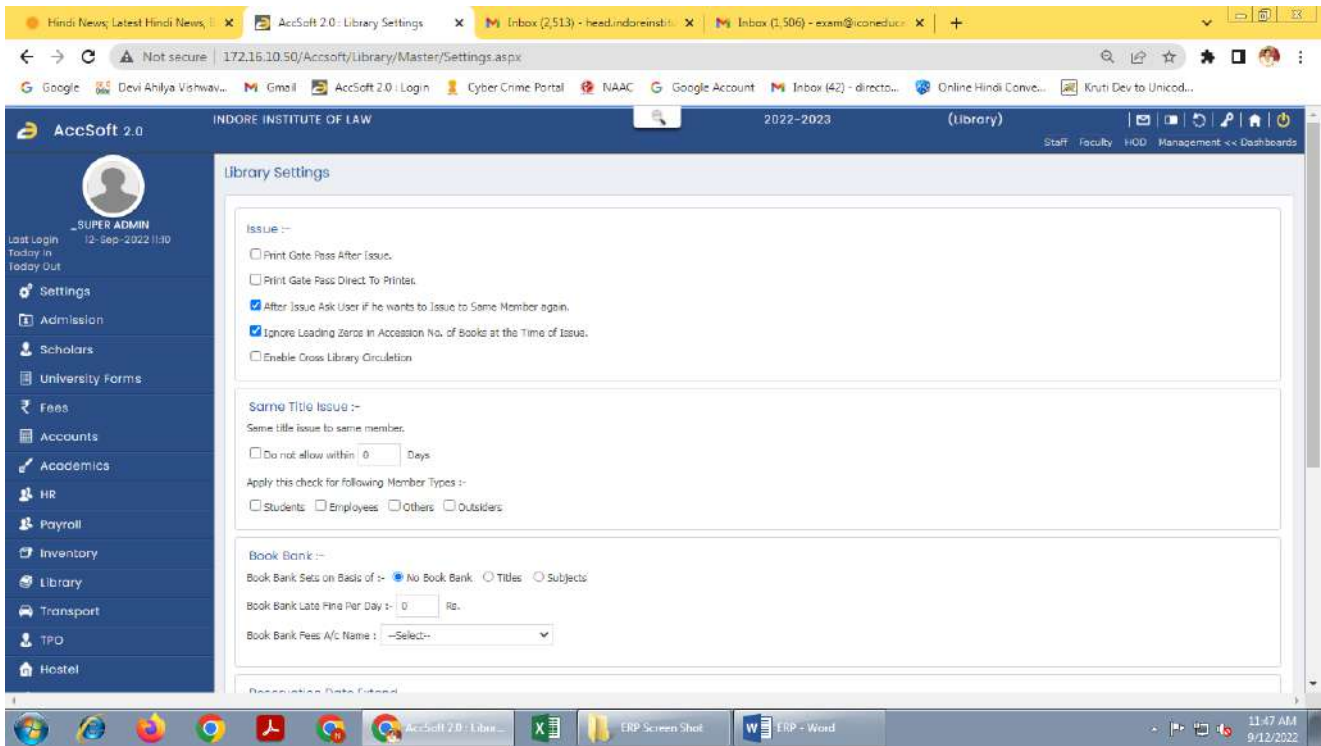 Hindi News; Latest Hindi News, AccSoft 2.0 : Library Settings Inbox (2,513) - head.indoreinstitu Inbox (1,506) - exam@iconeduca
Not secure 172.16.10.50/Accsoft/Library/Master/Settings.aspx
Google Devi Ahilya Vishwav... Gmail AccSoft 2.0 : Login Cyber Crime Portal NAAC Google Account Inbox (42) - directo... Online Hindi Conve... Kruti Dev to Unicod...
AccSoft 2.0 INDORE INSTITUTE OF LAW 2022-2023 (Library)
Staff Faculty HOD Management << Dashboards
Library Settings
_SUPER ADMIN
Last Login 12-Sep-2022 11:10
Today In
Today Out
Settings
Admission
Scholars
University Forms
Fees
Accounts
Academics
HR
Payroll
Inventory
Library
Transport
TPO
Hostel
Issue :-
Print Gate Pass After Issue.
Print Gate Pass Direct To Printer.
After Issue Ask User if he wants to Issue to Same Member again.
Ignore Leading Zeros in Accession No. of Books at the Time of Issue.
Enable Cross Library Circulation
Same Title Issue :-
Same title issue to same member.
Do not allow within 0 Days
Apply this check for following Member Types :-
Students Employees Others Outsiders
Book Bank :-
Book Bank Sets on Basis of :- No Book Bank Titles Subjects
Book Bank Late Fine Per Day :- 0 Rs.
Book Bank Fees A/c Name : --Select--
AccSoft 2.0 : Librar... ERP Screen Shot ERP - Word 11:47 AM
9/12/2022